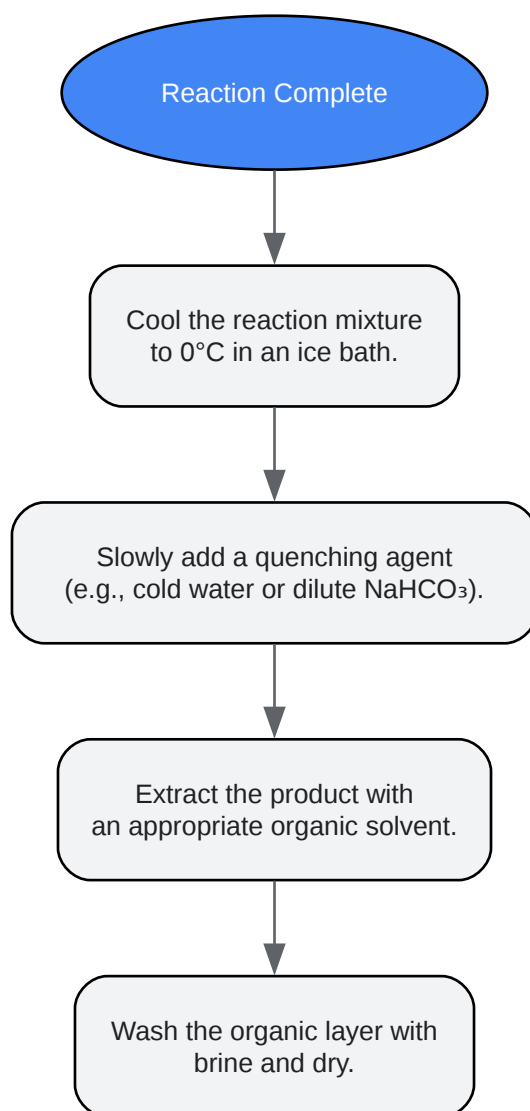 Reaction Complete
Cool the reaction mixture
to 0°C in an ice bath.
Slowly add a quenching agent
(e.g., cold water or dilute NaHCO₃).
Extract the product with
an appropriate organic solvent.
Wash the organic layer with
brine and dry.